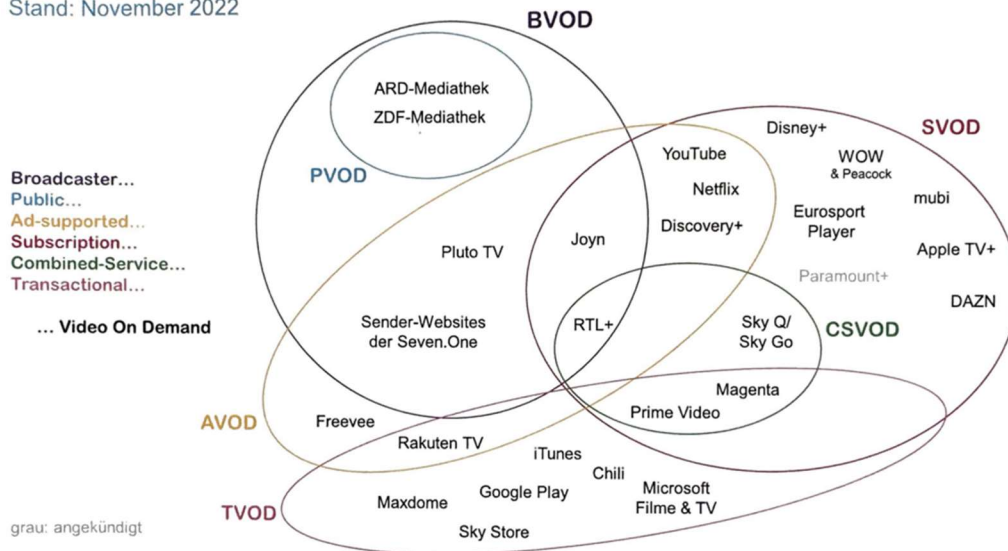 Stand: November 2022
BVOD
ARD-Mediathek
ZDF-Mediathek
PVOD
Broadcaster…
Public…
Ad-supported…
Subscription…
Combined-Service…
Transactional…
… Video On Demand
Disney+
SVOD
YouTube
WOW
& Peacock
Netflix
mubi
Eurosport
Player
Discovery+
Joyn
Pluto TV
Apple TV+
Paramount+
DAZN
Sender-Websites
der Seven.One
RTL+
Sky Q/
Sky Go
CSVOD
Magenta
Prime Video
AVOD
Freevee
Rakuten TV
iTunes
Chili
Google Play
Microsoft
Filme & TV
Maxdome
TVOD
Sky Store
grau: angekündigt